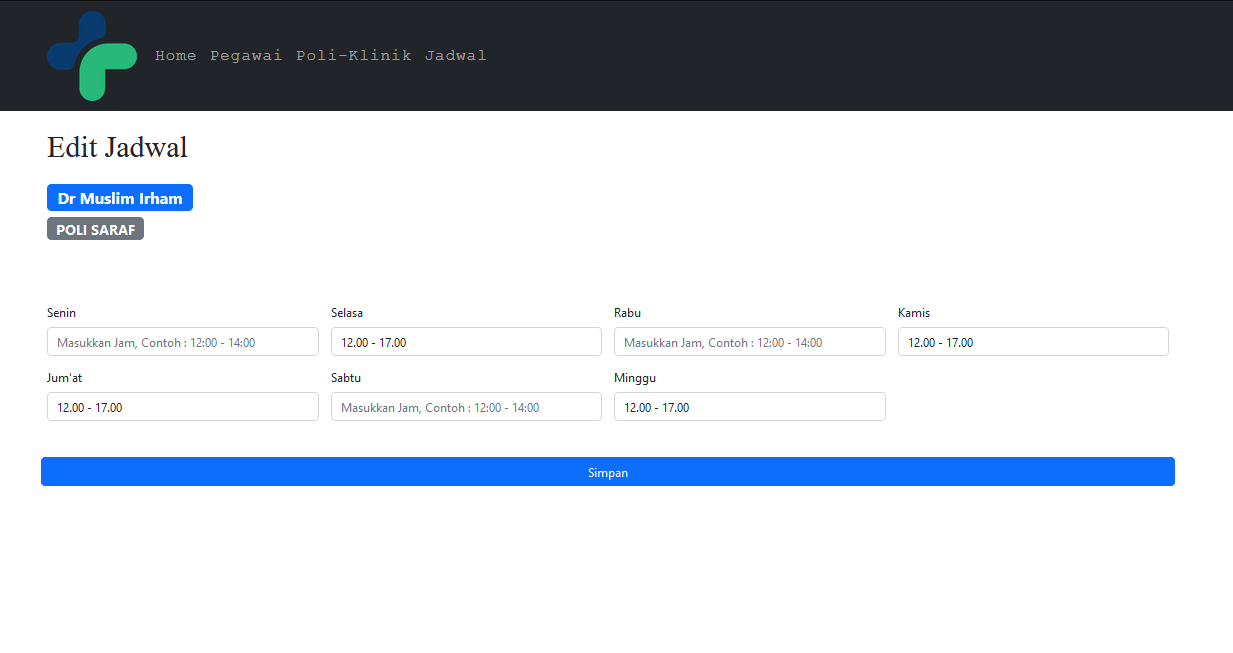 Home Pegawai Poli-Klinik Jadwal
Edit Jadwal
Dr Muslim Irham
POLI SARAF
Senin Selasa Rabu Kamis
Masukkan Jam, Contoh : 12:00 - 14:00 12.00 - 17.00 Masukkan Jam, Contoh : 12:00 - 14:00 12.00 - 17.00
Jum'at Sabtu Minggu
12.00 - 17.00 Masukkan Jam, Contoh : 12:00 - 14:00 12.00 - 17.00
Simpan